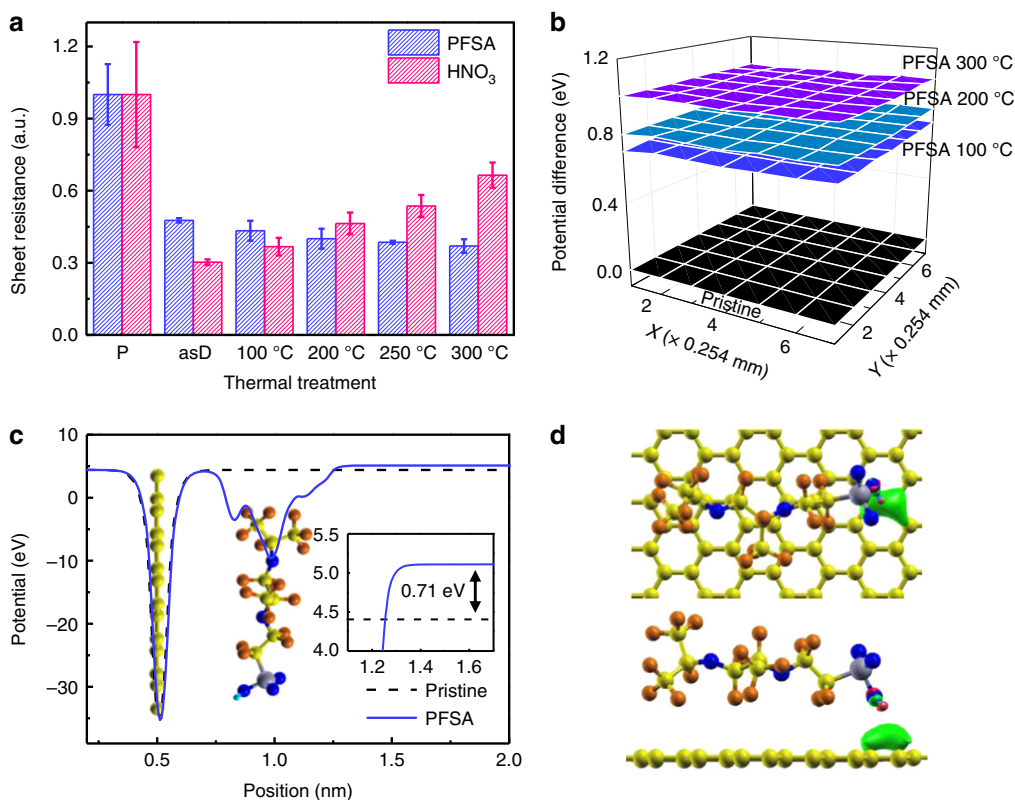 a
1.2
0.9
0.6
0.3
0.0
Sheet resistance (a.u.)
PFSA
HNO₃
P asD 100 °C 200 °C 250 °C 300 °C
Thermal treatment
b
1.2
0.8
0.4
0.0
Potential difference (eV)
PFSA 300 °C
PFSA 200 °C
PFSA 100 °C
Pristine
2 4 6
X (× 0.254 mm)
2 4 6
Y (× 0.254 mm)
c
10
0
−10
−20
−30
Potential (eV)
5.5
5.0
4.5
4.0
0.71 eV
1.2 1.4 1.6
Pristine
PFSA
0.5 1.0 1.5 2.0
Position (nm)
d